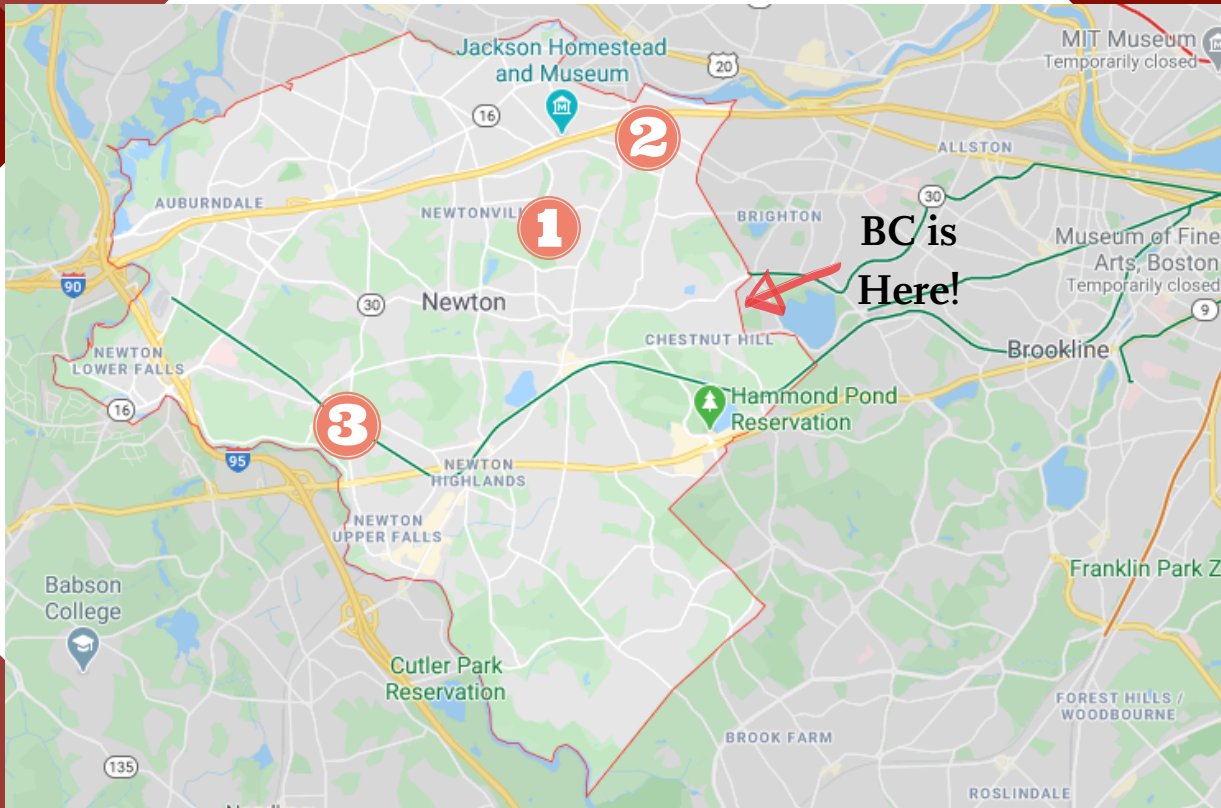 Jackson Homestead
and Museum
20
MIT Museum
Temporarily closed
16
2
ALLSTON
AUBURNDALE
30
NEWTONVIL
1
BRIGHTON
BC is
Here!
Museum of Fine
Arts, Boston
Temporarily closed
90
30
Newton
9
CHESTNUT HILL
Brookline
NEWTON
LOWER FALLS
16
Hammond Pond
Reservation
3
95
NEWTON
HIGHLANDS
NEWTON
UPPER FALLS
Babson
College
Franklin Park Z
Cutler Park
Reservation
FOREST HILLS /
WOODBOURNE
BROOK FARM
135
ROSLINDALE